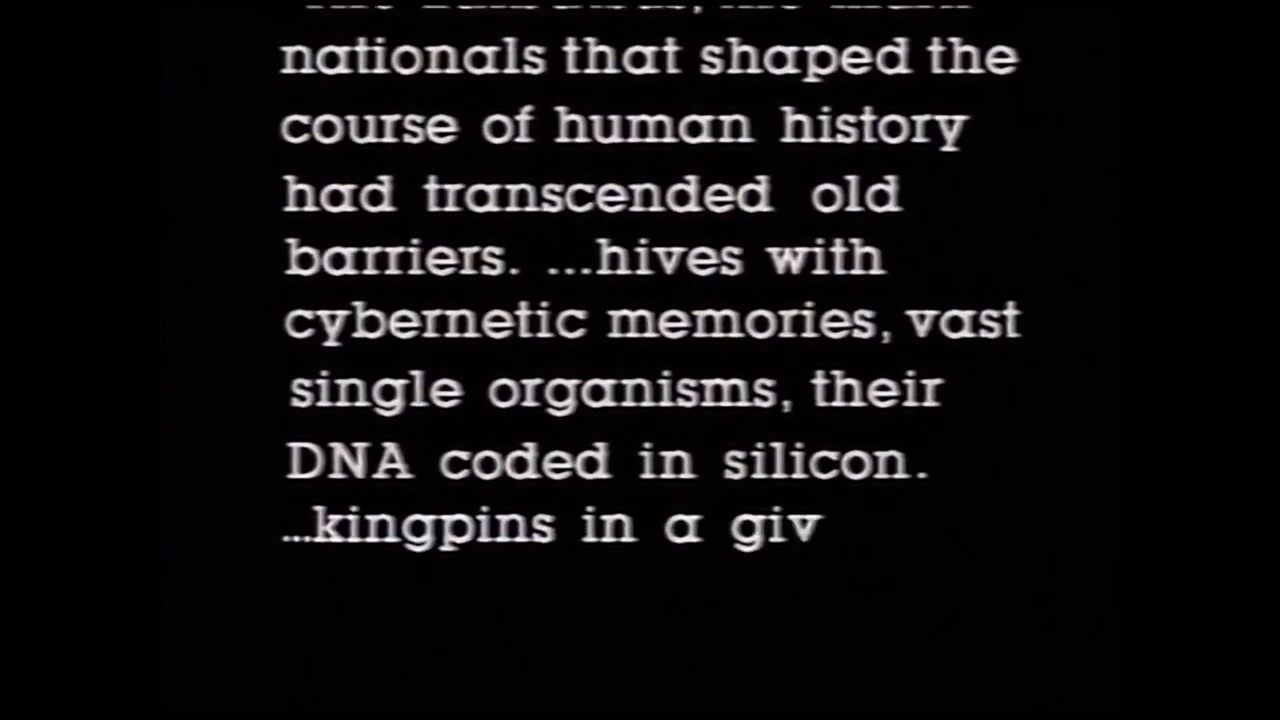 nationals that shaped the
course of human history
had transcended old
barriers. ...hives with
cybernetic memories, vast
single organisms, their
DNA coded in silicon.
...kingpins in a giv